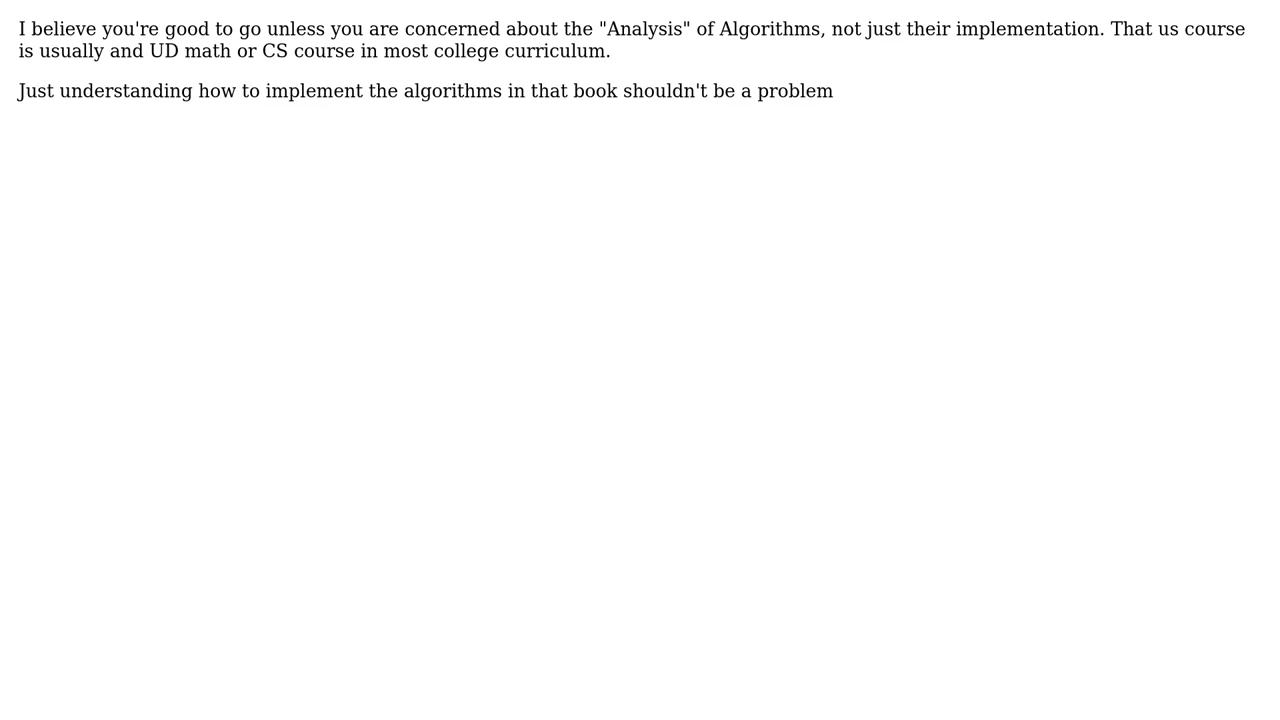 I believe you're good to go unless you are concerned about the "Analysis" of Algorithms, not just their implementation. That us course
is usually and UD math or CS course in most college curriculum.
Just understanding how to implement the algorithms in that book shouldn't be a problem